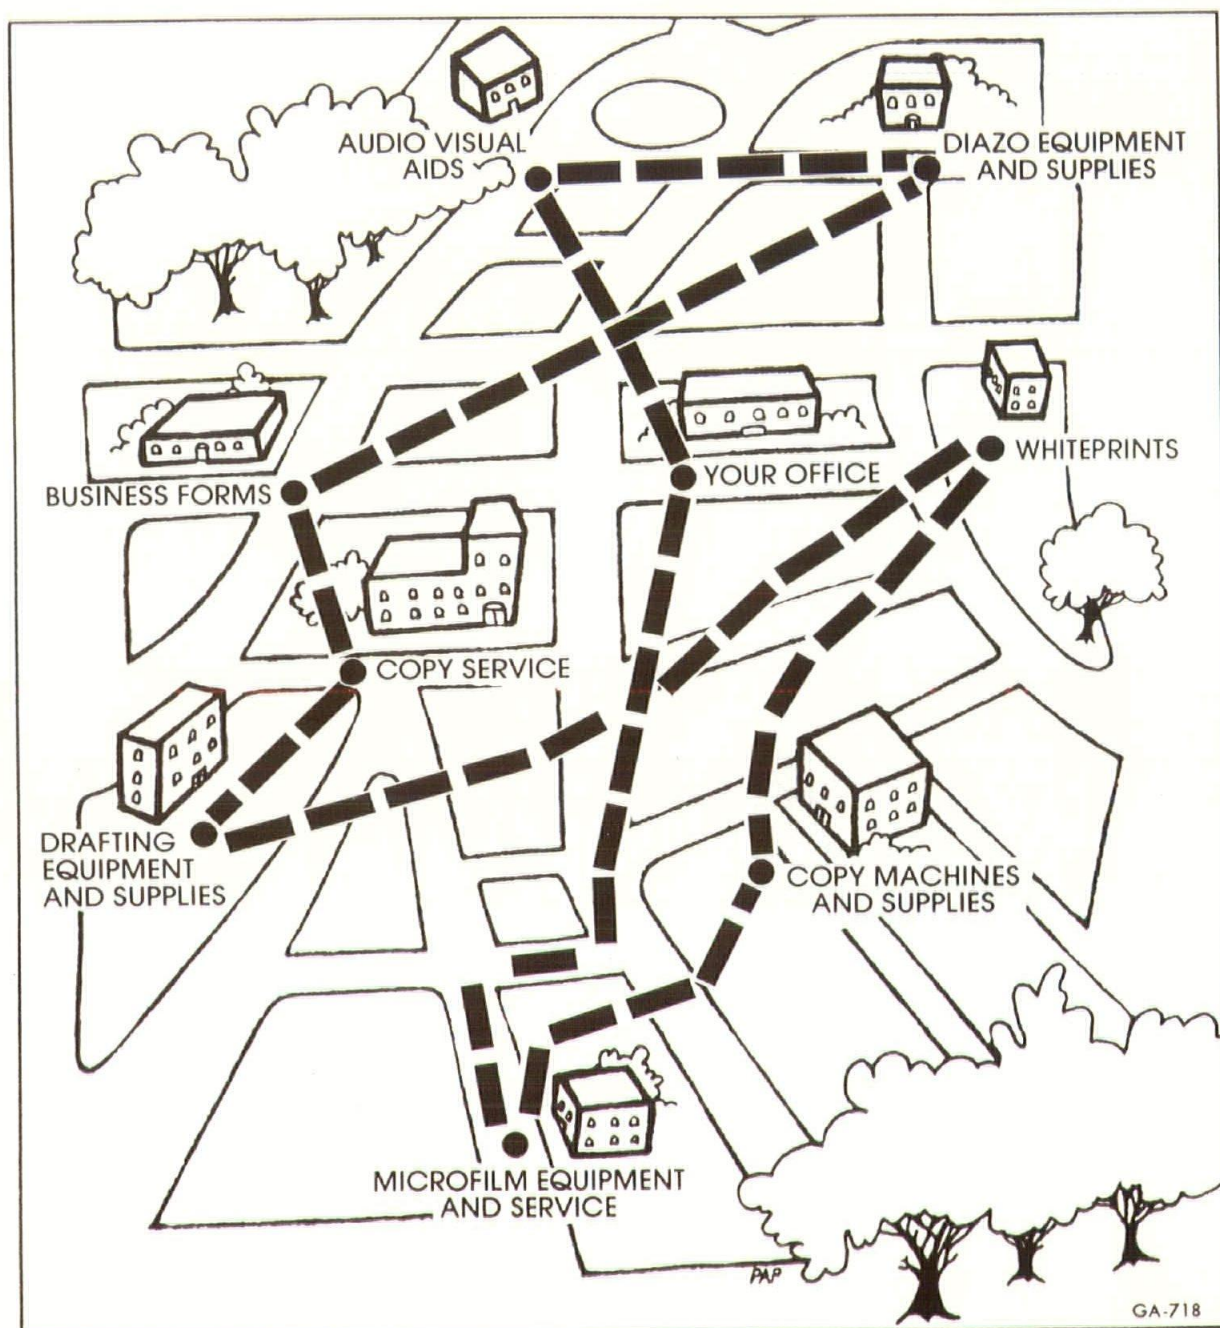 AUDIO VISUAL
AIDS
DIAZO EQUIPMENT
AND SUPPLIES
BUSINESS FORMS
YOUR OFFICE
WHITEPRINTS
COPY SERVICE
DRAFTING
EQUIPMENT
AND SUPPLIES
COPY MACHINES
AND SUPPLIES
MICROFILM EQUIPMENT
AND SERVICE
PAP
GA-718